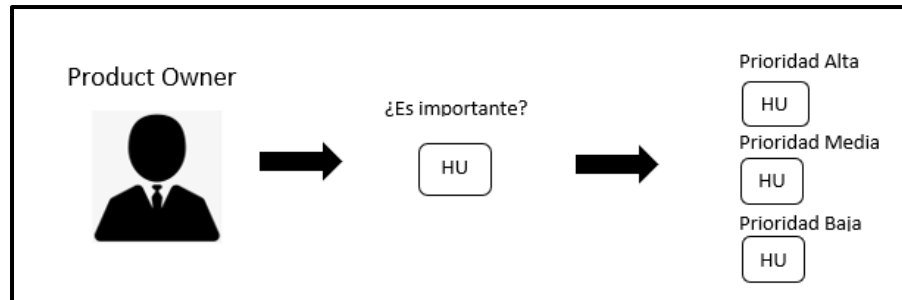 Product Owner
¿Es importante?
HU
Prioridad Alta
HU
Prioridad Media
HU
Prioridad Baja
HU